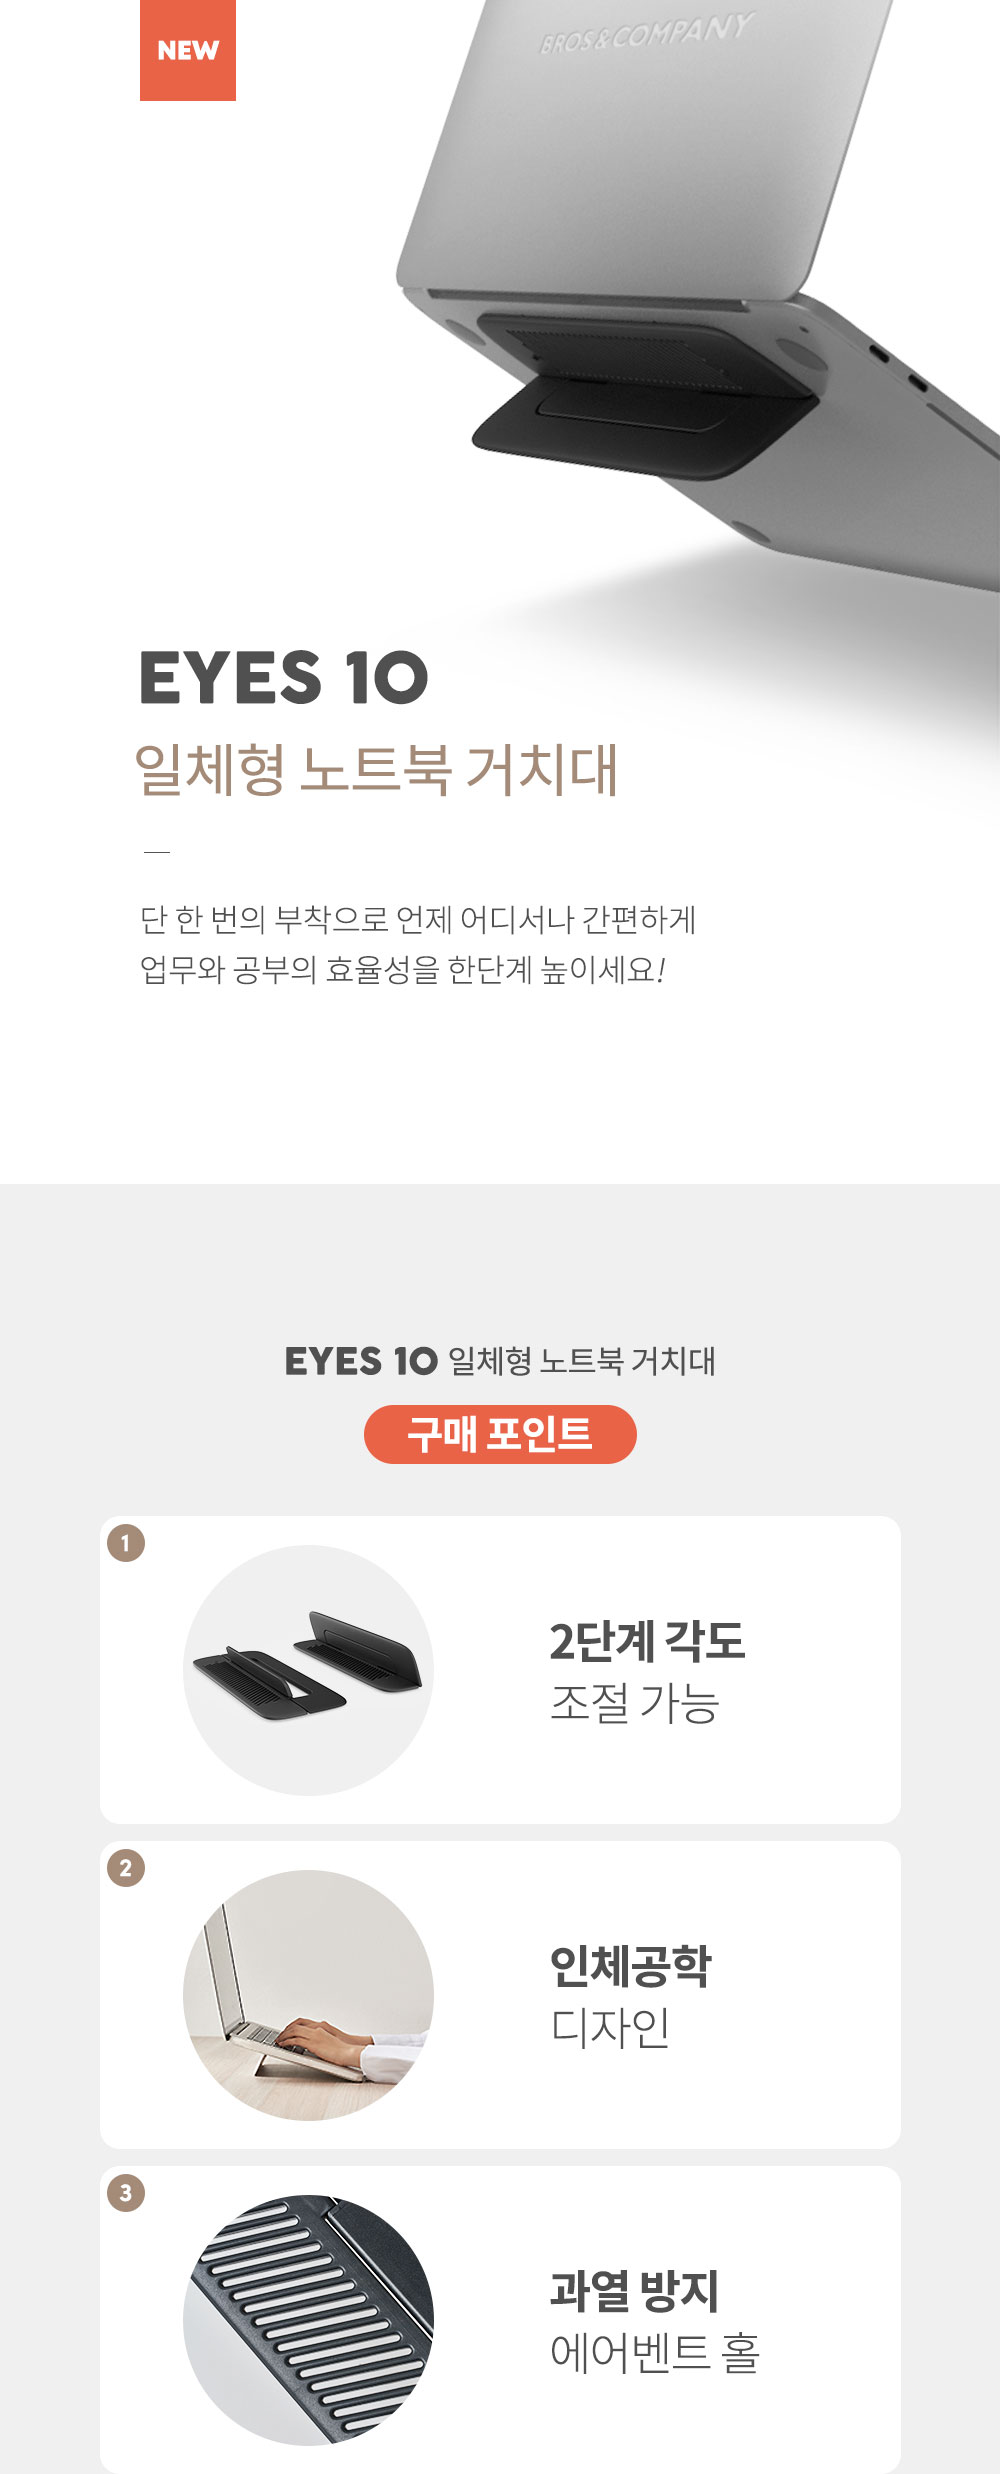 NEW
BROS&COMPANY
EYES 10
일체형 노트북 거치대
단 한 번의 부착으로 언제 어디서나 간편하게
업무와 공부의 효율성을 한단계 높이세요!
EYES 10 일체형 노트북 거치대
구매 포인트
1
2단계 각도
조절 가능
2
인체공학
디자인
3
과열 방지
에어벤트 홀